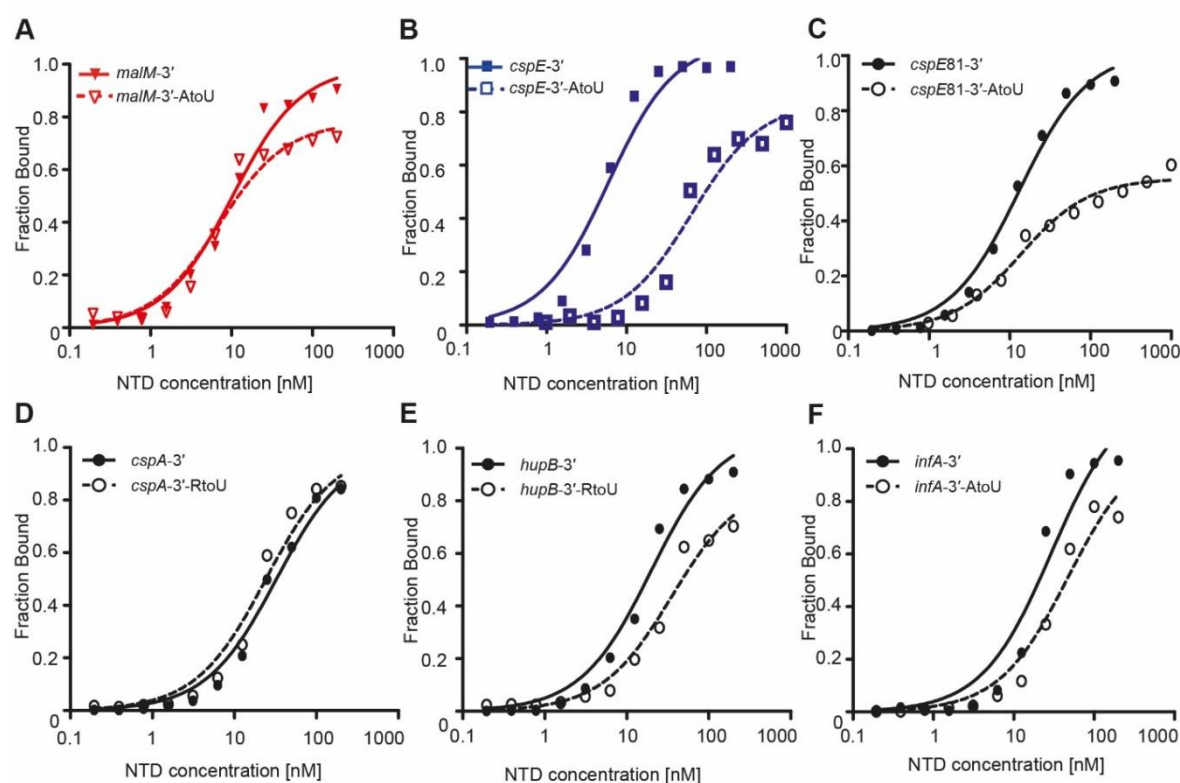 A
malM-3′
malM-3′-AtoU
1.0
0.8
0.6
0.4
0.2
0
Fraction Bound
0.1 1 10 100 1000
NTD concentration [nM]
B
cspE-3′
cspE-3′-AtoU
1.0
0.8
0.6
0.4
0.2
0
Fraction Bound
0.1 1 10 100 1000
NTD concentration [nM]
C
cspE81-3′
cspE81-3′-AtoU
1.0
0.8
0.6
0.4
0.2
0
Fraction Bound
0.1 1 10 100 1000
NTD concentration [nM]
D
cspA-3′
cspA-3′-RtoU
1.0
0.8
0.6
0.4
0.2
0
Fraction Bound
0.1 1 10 100 1000
NTD concentration [nM]
E
hupB-3′
hupB-3′-RtoU
1.0
0.8
0.6
0.4
0.2
0
Fraction Bound
0.1 1 10 100 1000
NTD concentration [nM]
F
infA-3′
infA-3′-AtoU
1.0
0.8
0.6
0.4
0.2
0
Fraction Bound
0.1 1 10 100 1000
NTD concentration [nM]